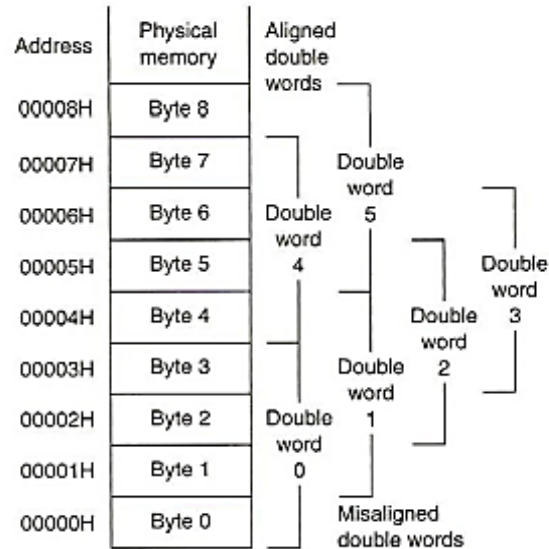 Address
Physical
memory
Aligned
double
words
00008H
Byte 8
00007H
Byte 7
00006H
Byte 6
00005H
Byte 5
00004H
Byte 4
00003H
Byte 3
00002H
Byte 2
00001H
Byte 1
00000H
Byte 0
Double
word
0
Double
word
4
Double
word
5
Double
word
1
Double
word
2
Double
word
3
Misaligned
double words